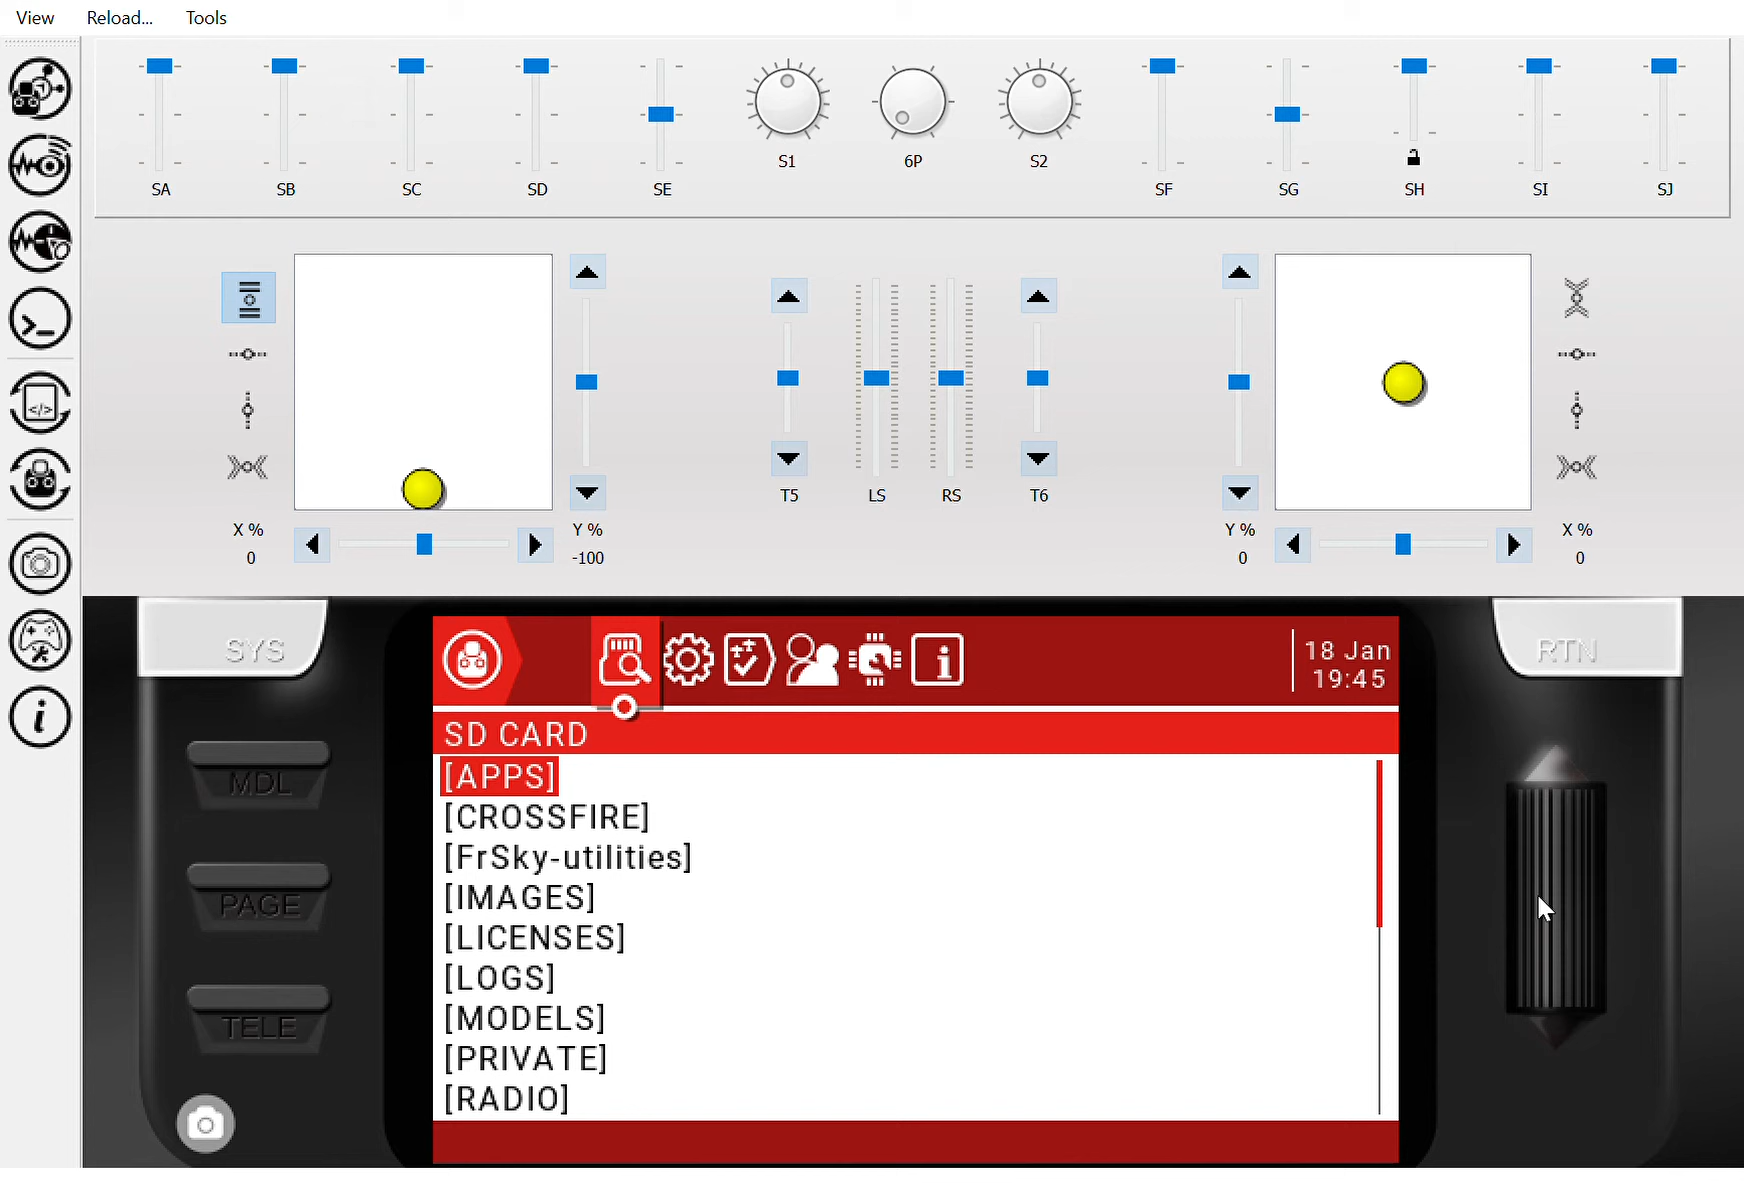 View Reload... Tools
SA SB SC SD SE S1 6P S2 SF SG SH SI SJ
T5 LS RS T6
X % Y % Y % X %
0 -100 0 0
SYS RTN
18 Jan
19:45
SD CARD
[APPS]
[CROSSFIRE]
[FrSky-utilities]
[IMAGES]
[LICENSES]
[LOGS]
[MODELS]
[PRIVATE]
[RADIO]
MDL
PAGE
TELE